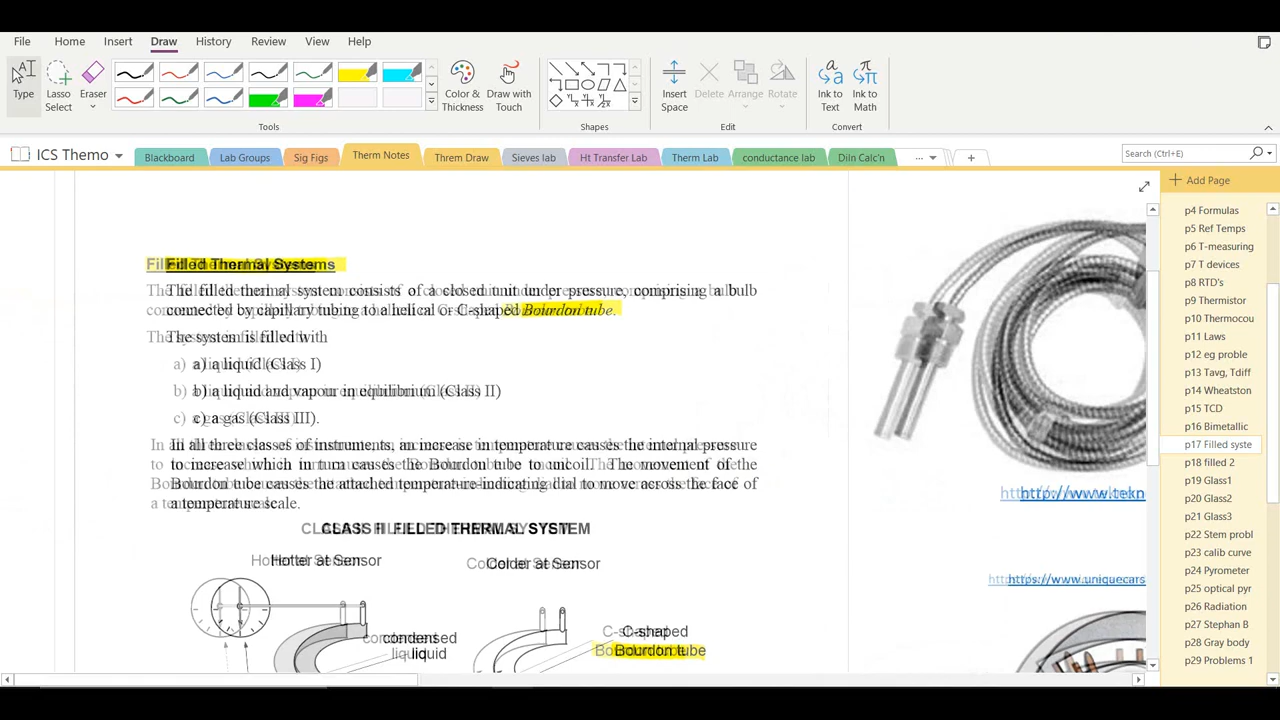 File Home Insert Draw History Review View Help
Type
Lasso Select
Eraser
Color & Thickness
Draw with Touch
Insert Space
Delete
Arrange
Rotate
Ink to Text
Ink to Math
Tools
Shapes
Edit
Convert
ICS Themo
Blackboard
Lab Groups
Sig Figs
Therm Notes
Threm Draw
Sieves lab
Ht Transfer Lab
Therm Lab
conductance lab
Diln Calc'n
...
Search (Ctrl+E)
Add Page
Filled Thermal Systems
The filled thermal system consists of a closed unit under pressure, comprising a bulb
connected by capillary tubing to a helical or C-shaped Bourdon tube.
The system is filled with
a) a liquid (Class I)
b) a liquid and vapour in equilibrium (Class II)
c) a gas (Class III).
In all three classes of instruments, an increase in temperature causes the internal pressure
to increase which in turn causes the Bourdon tube to uncoil. The movement of the
Bourdon tube causes the attached temperature-indicating dial to move across the face of
a temperature scale.
CLASS II FILLED THERMAL SYSTEM
Hotter at Sensor
Colder at Sensor
condensed
liquid
C-shaped
Bourdon tube
https://www.uniquecars
p4 Formulas
p5 Ref Temps
p6 T-measuring
p7 T devices
p8 RTD's
p9 Thermistor
p10 Thermocou
p11 Laws
p12 eg proble
p13 Tavg, Tdiff
p14 Wheatston
p15 TCD
p16 Bimetallic
p17 Filled syste
p18 filled 2
p19 Glass1
p20 Glass2
p21 Glass3
p22 Stem probl
p23 calib curve
p24 Pyrometer
p25 optical pyr
p26 Radiation
p27 Stephan B
p28 Gray body
p29 Problems 1